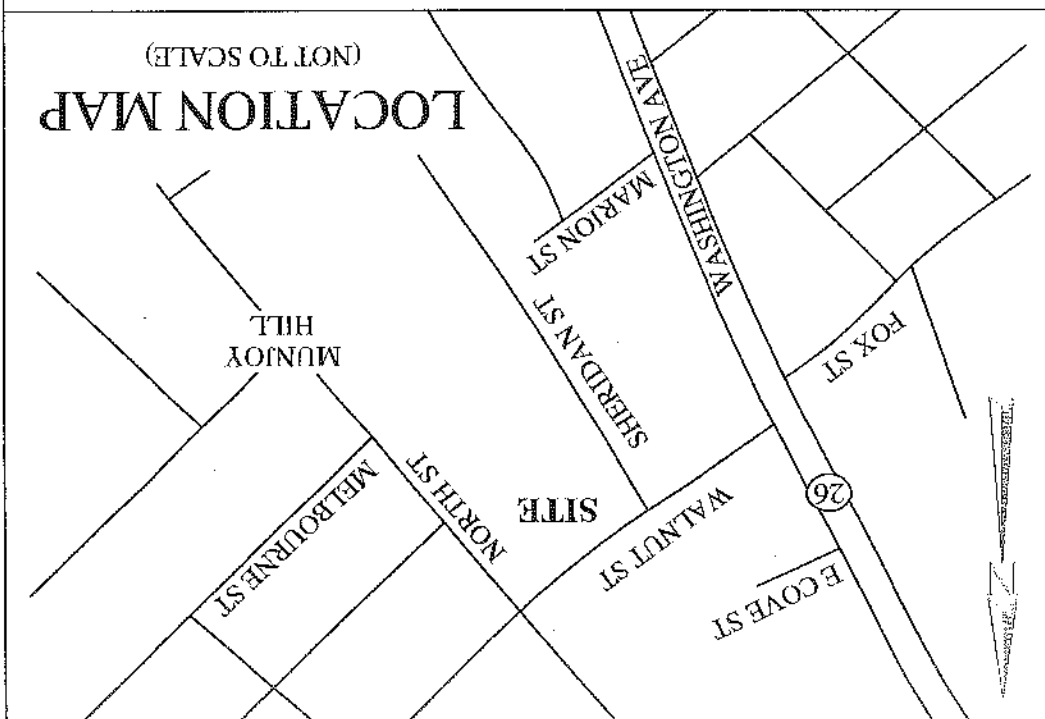 E COVE ST
26
WALNUT ST
SITE
NORTH ST
MELBOURNE ST
FOX ST
SHERIDAN ST
MUNJOY
HILL
WASHINGTON AVE
MARION ST
LOCATION MAP
(NOT TO SCALE)